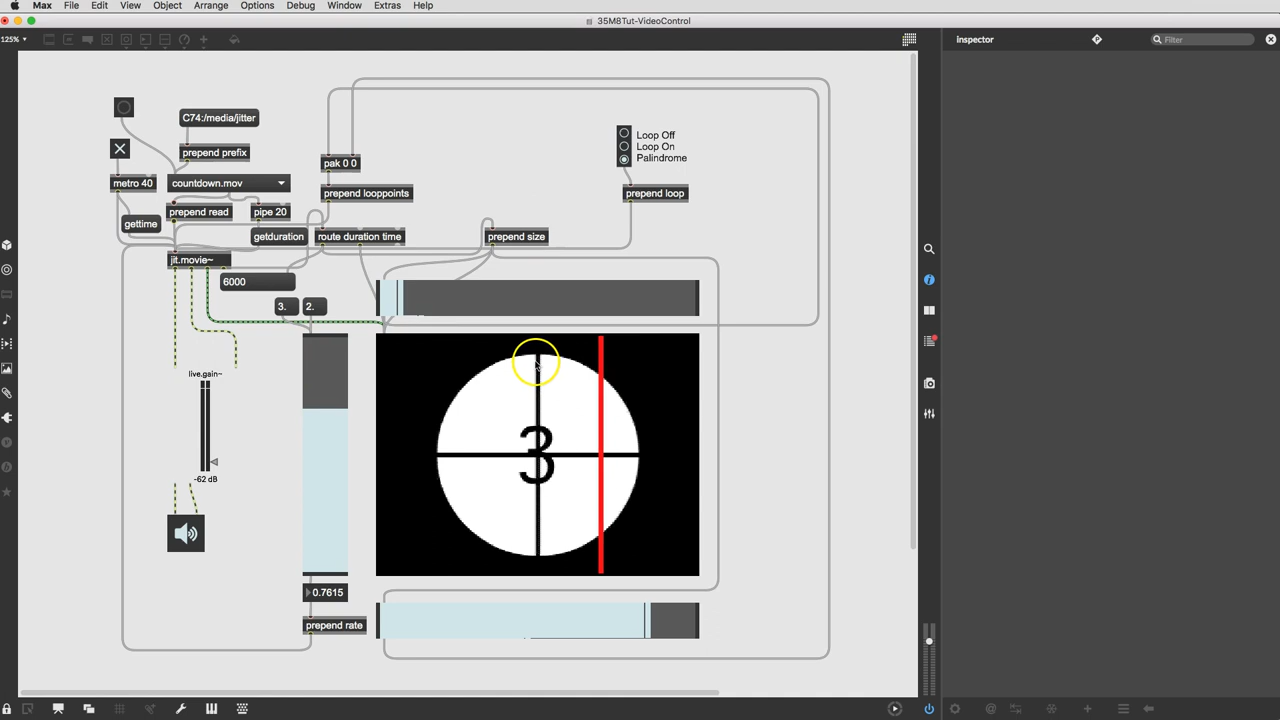 Max File Edit View Object Arrange Options Debug Window Extras Help
35M8Tut-VideoControl
125%
inspector
Filter
C74:/media/jitter
prepend prefix
metro 40
countdown.mov
gettime
prepend read
pipe 20
getduration
jit.movie~
6000
3.
2.
pak 0 0
prepend looppoints
route duration time
prepend size
Loop Off
Loop On
Palindrome
prepend loop
3
live.gain~
-62 dB
0.7615
prepend rate